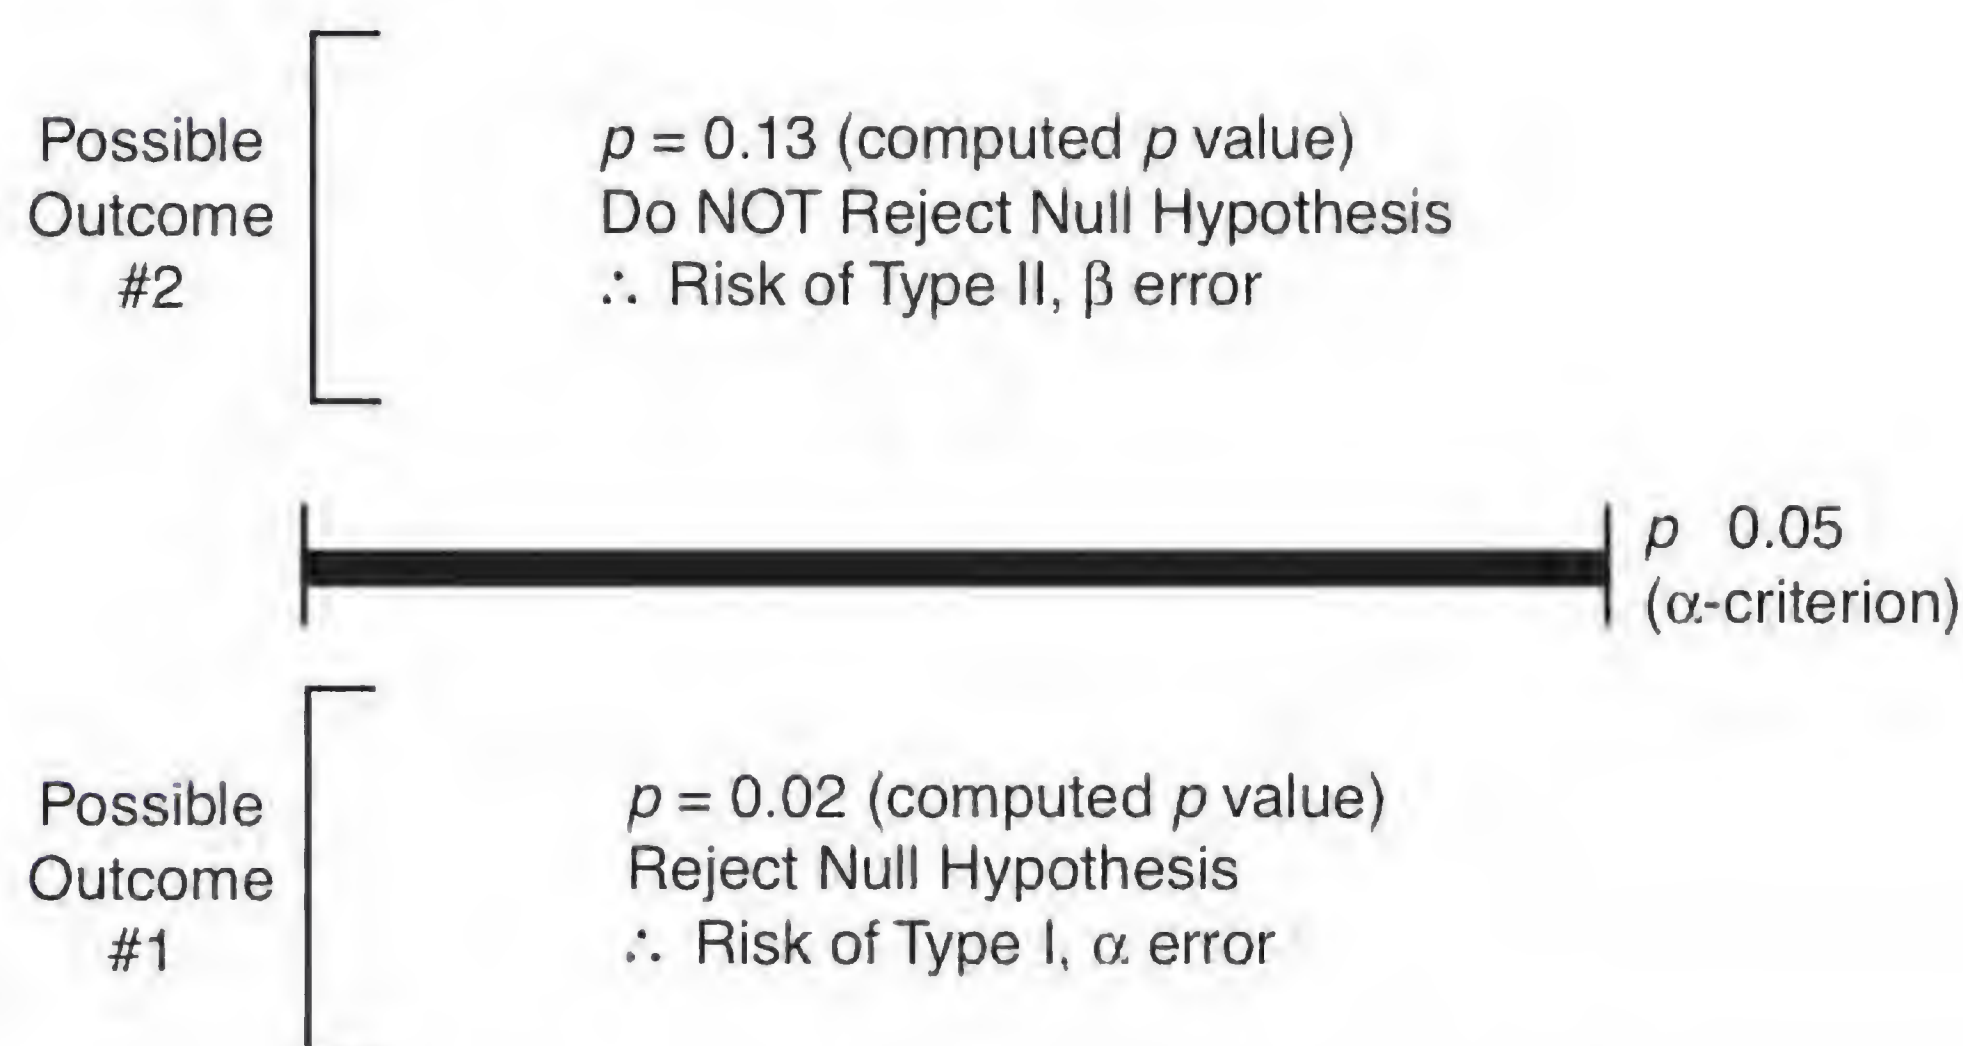 Possible
Outcome
#2
p = 0.13 (computed p value)
Do NOT Reject Null Hypothesis
∴ Risk of Type II, β error
p 0.05
(α-criterion)
Possible
Outcome
#1
p = 0.02 (computed p value)
Reject Null Hypothesis
∴ Risk of Type I, α error